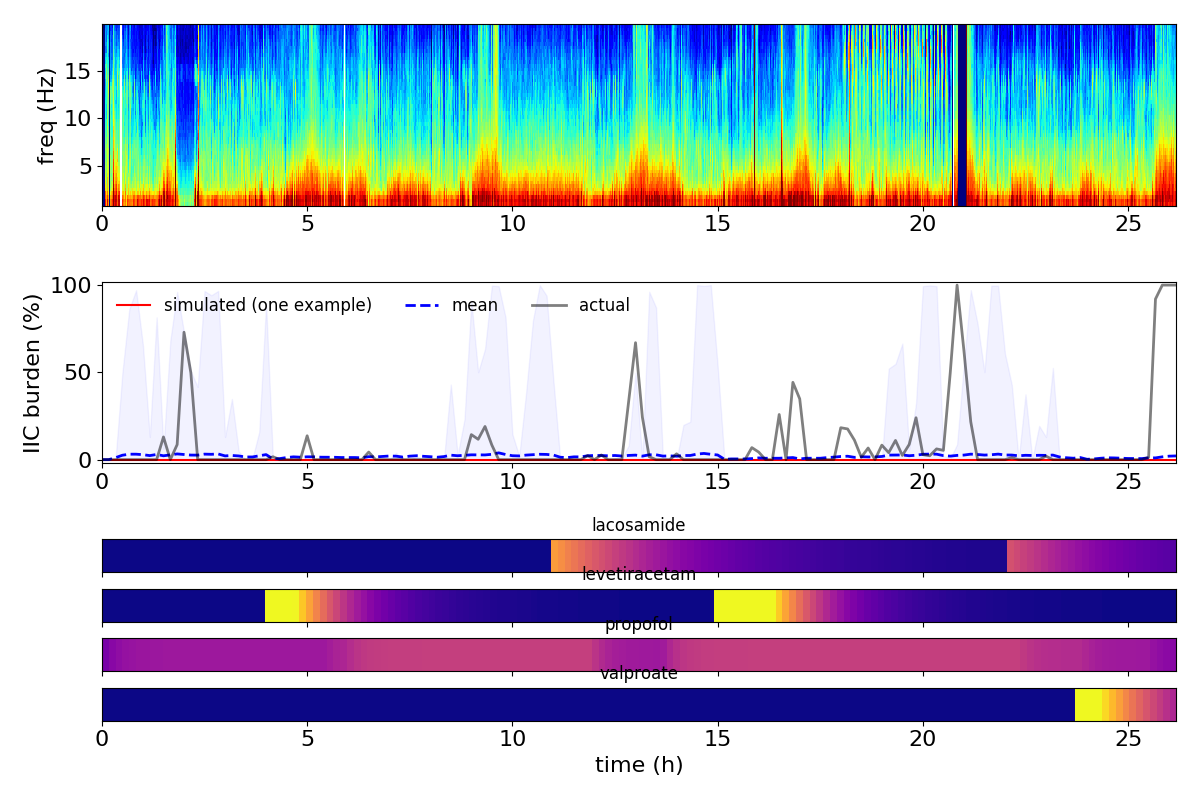 15
10
5
freq (Hz)
0 5 10 15 20 25
100
50
0
IIC burden (%)
simulated (one example) mean actual
0 5 10 15 20 25
lacosamide
levetiracetam
propofol
valproate
0 5 10 15 20 25
time (h)